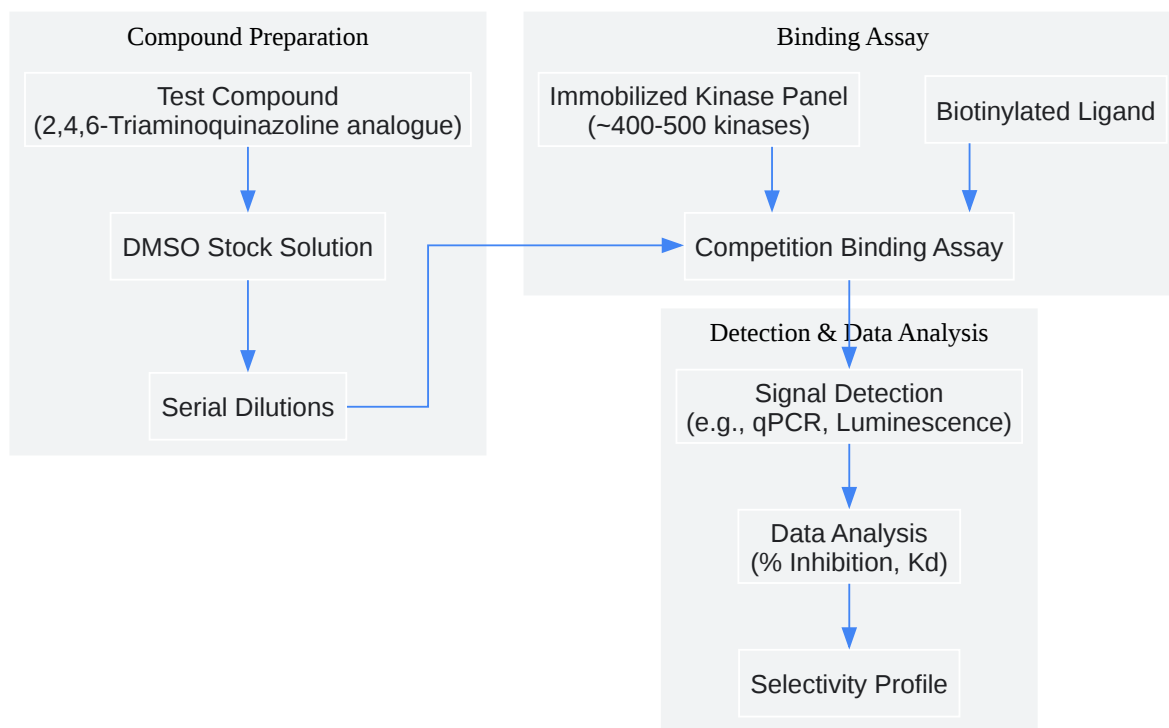 Compound Preparation
Test Compound
(2,4,6-Triaminoquinazoline analogue)
DMSO Stock Solution
Serial Dilutions
Binding Assay
Immobilized Kinase Panel
(~400-500 kinases)
Biotinylated Ligand
Competition Binding Assay
Detection & Data Analysis
Signal Detection
(e.g., qPCR, Luminescence)
Data Analysis
(% Inhibition, Kd)
Selectivity Profile